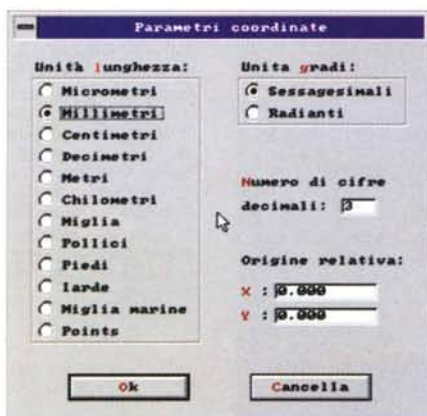 Parametri coordinate
Unità lunghezza:
Micrometri
Millimetri
Centimetri
Decimetri
Metri
Chilometri
Miglia
Pollici
Piedi
Iarde
Miglia marine
Points
Unita gradi:
Sessagesimali
Radianti
Numero di cifre
decimali: 3
Origine relativa:
X : 0.000
Y : 0.000
Ok
Cancella